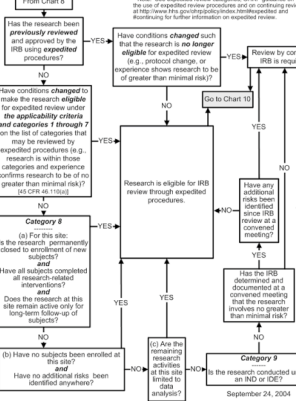 From Chart 8
the use of expedited review procedures and on continuing revi
at http://www.hhs.gov/ohrp/policy/index.html#expedited and
#continuing for further information on expedited review.
Has the research been
previously reviewed
and approved by the
IRB using expedited
procedures?
YES
Have conditions changed such
that the research is no longer
eligible for expedited review
(e.g., protocol change, or
experience shows research to be
of greater than minimal risk)?
YES
Review by con
IRB is requir
NO
NO
Go to Chart 10
YES
NO
Have conditions changed to
make the research eligible
for expedited review under
the applicability criteria
and categories 1 through 7
on the list of categories that
may be reviewed by
expedited procedures (e.g.,
research is within those
categories and experience
confirms research to be of no
greater than minimal risk)?
[45 CFR 46.110(a)]
YES
Research is eligible for IRB
review through expedited
procedures.
Have any
additional
risks been
identified
since IRB
review at a
convened
meeting?
NO
YES
Category 8
(a) For this site:
Is the research permanently
closed to enrollment of new
subjects?
and
Have all subjects completed
all research-related
interventions?
and
Does the research at this
site remain active only for
long-term follow-up of
subjects?
YES
Has the IRB
determined and
documented at a
convened meeting
that the research
involves no greater
than minimal risk?
YES
YES
NO
NO
(b) Have no subjects been enrolled at
this site?
and
Have no additional risks been
identified anywhere?
NO
(c) Are the
remaining
research
activities
at this site
limited to
data
analysis?
NO
Category 9
Is the research conducted un
an IND or IDE?
September 24, 2004